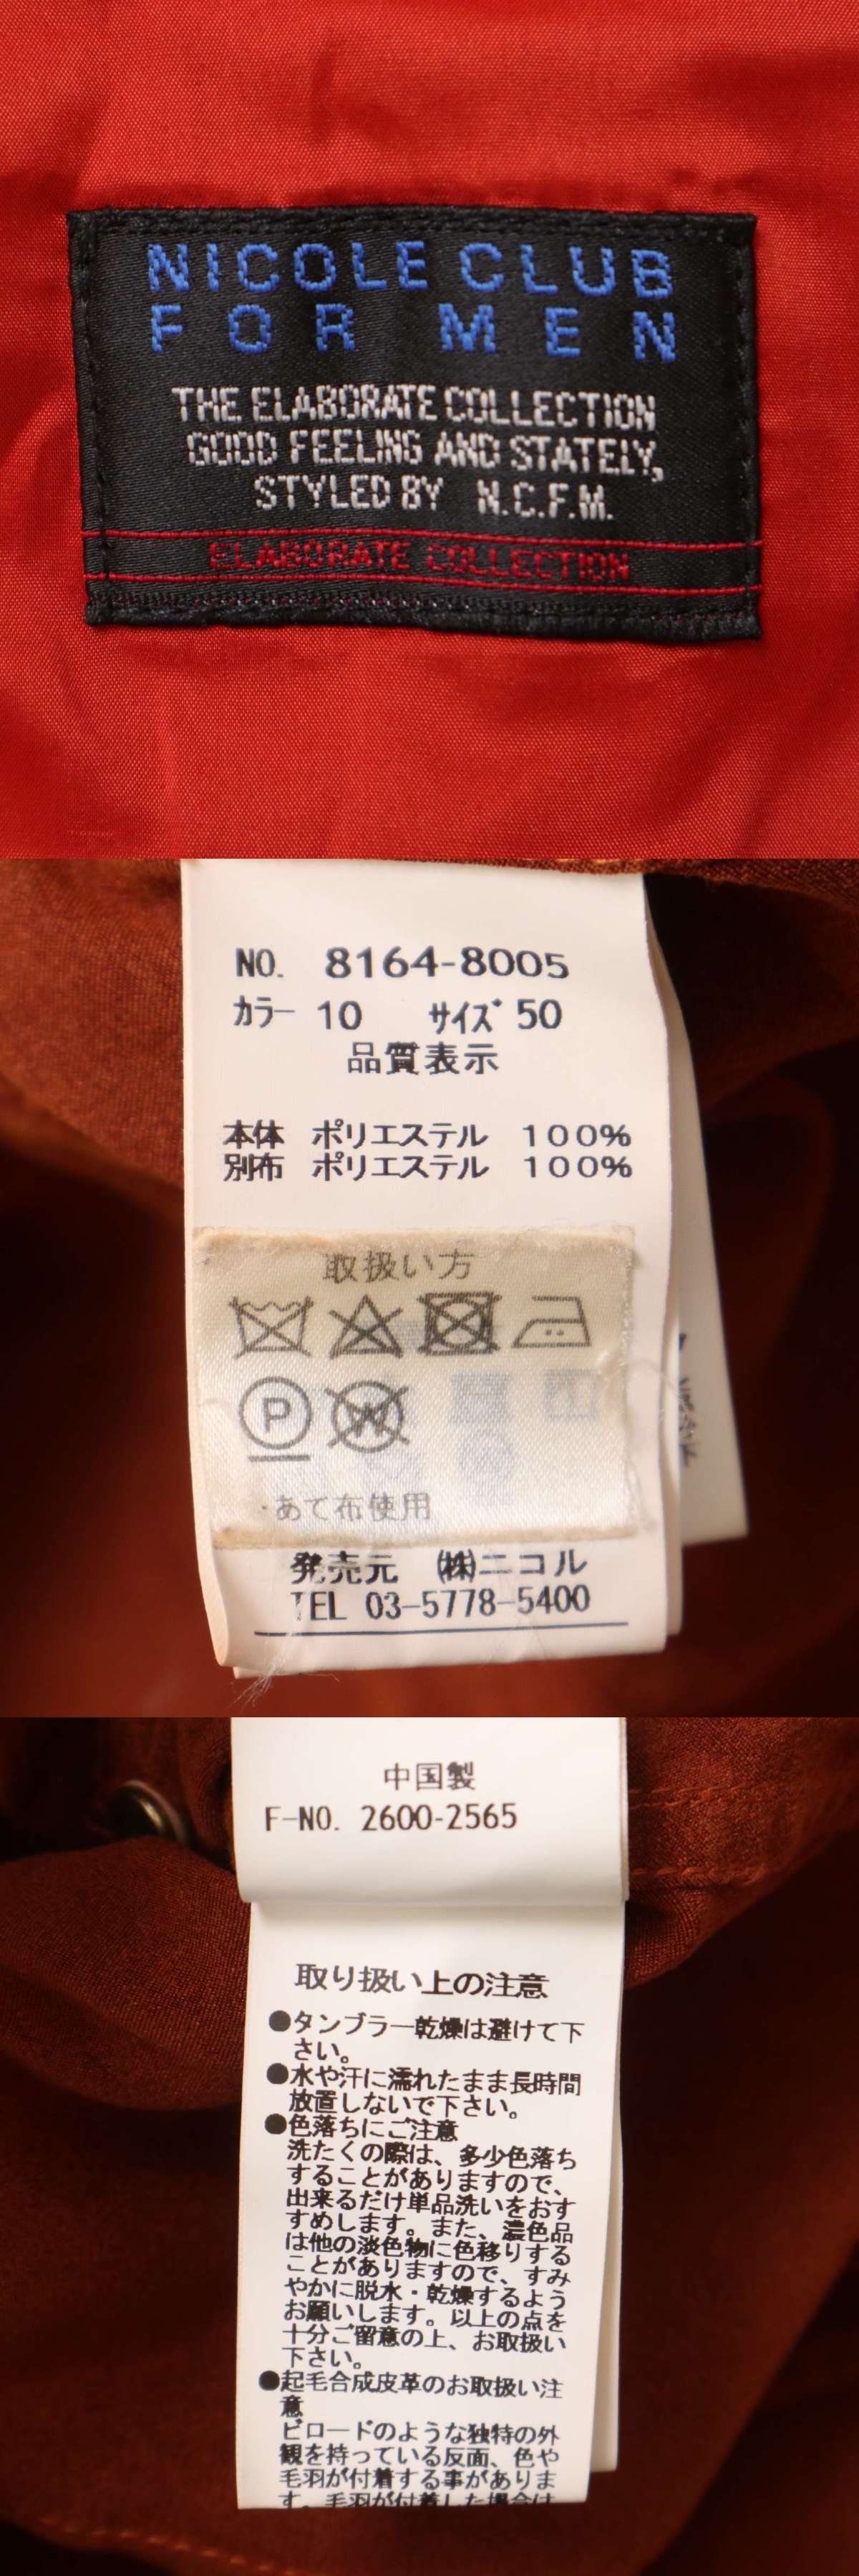 NICOLE CLUB
FOR MEN
THE ELABORATE COLLECTION
GOOD FEELING AND STATELY,
STYLED BY N.C.F.M.
ELABORATE COLLECTION
NO. 8164-8005
カラー 10 サイズ 50
品質表示
本体 ポリエステル 100%
別布 ポリエステル 100%
取扱い方
P
W
・あて布使用
発売元 ㈱ニコル
TEL 03-5778-5400
中国製
F-NO. 2600-2565
取り扱い上の注意
●タンブラー乾燥は避けて下
さい。
●水や汗に濡れたまま長時間
放置しないで下さい。
●色落ちにご注意
洗たくの際は、多少色落ち
することがありますので、
出来るだけ単品洗いをおす
すめします。また、濃色品
は他の淡色物に色移りする
ことがありますので、すみ
やかに脱水・乾燥するよう
お願いします。以上の点を
十分ご留意の上、お取扱い
下さい。
●起毛合成皮革のお取扱い注
意
ビロードのような独特の外
観を持っている反面、色や
毛羽が付着する事がありま
す。毛羽が付着した場合は